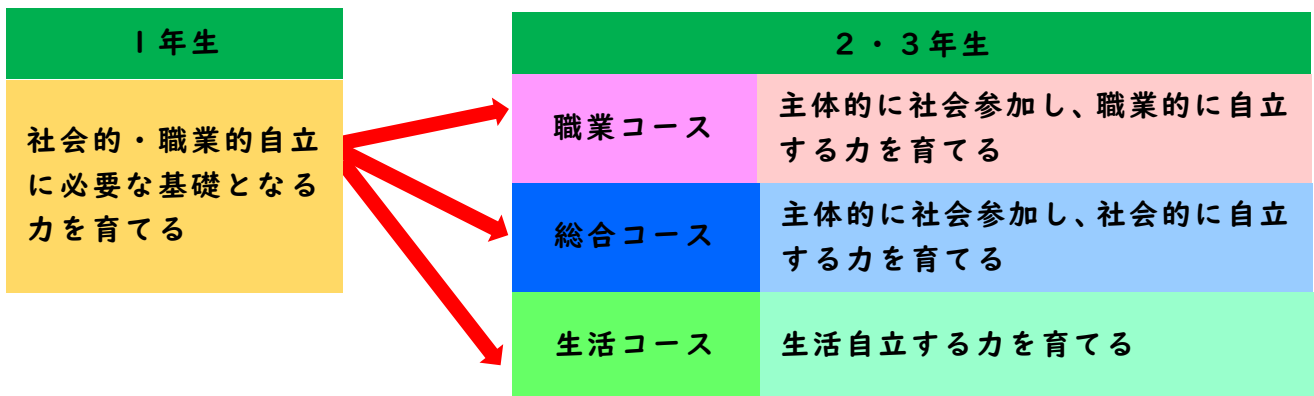 １年生
社会的・職業的自立
に必要な基礎となる
力を育てる
２・３年生
職業コース
主体的に社会参加し、職業的に自立
する力を育てる
総合コース
主体的に社会参加し、社会的に自立
する力を育てる
生活コース
生活自立する力を育てる